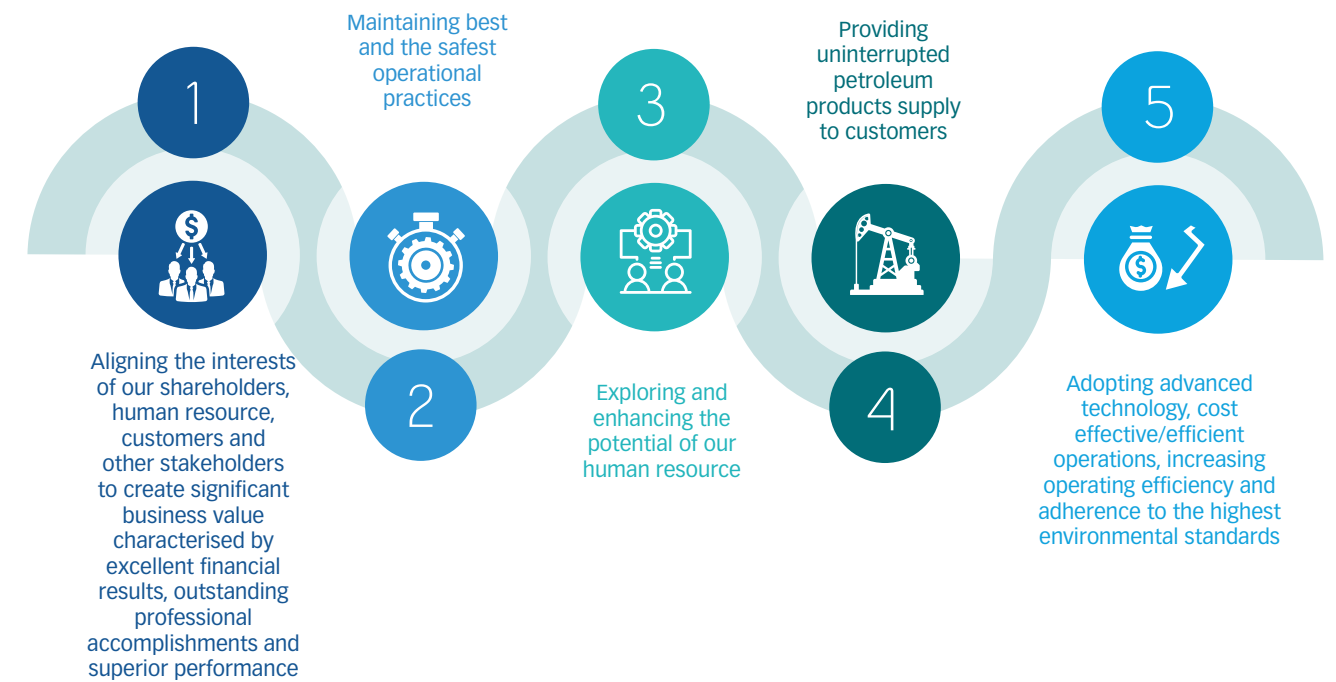 1
$
Aligning the interests
of our shareholders,
human resource,
customers and
other stakeholders
to create significant
business value
characterised by
excellent financial
results, outstanding
professional
accomplishments and
superior performance
Maintaining best
and the safest
operational
practices
2
3
Exploring and
enhancing the
potential of our
human resource
Providing
uninterrupted
petroleum
products supply
to customers
4
5
$
Adopting advanced
technology, cost
effective/efficient
operations, increasing
operating efficiency and
adherence to the highest
environmental standards